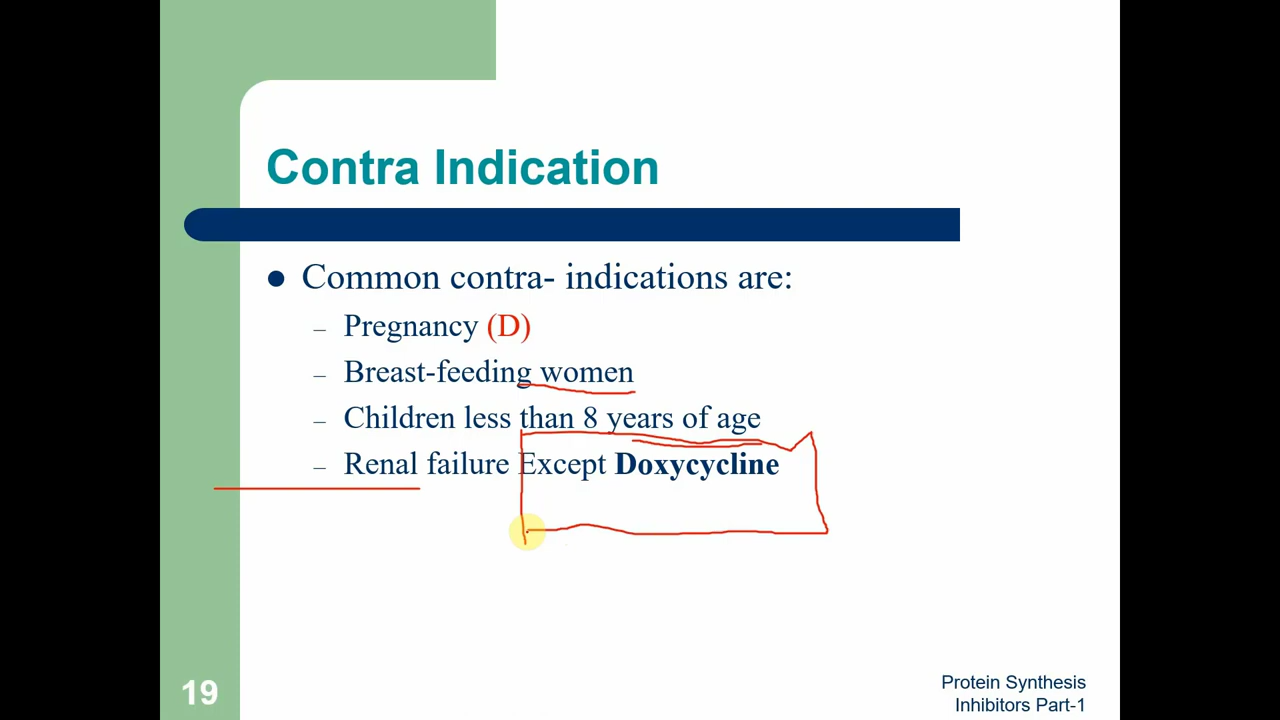 Contra Indication
Common contra- indications are:
– Pregnancy (D)
– Breast-feeding women
– Children less than 8 years of age
– Renal failure Except Doxycycline
19
Protein Synthesis
Inhibitors Part-1